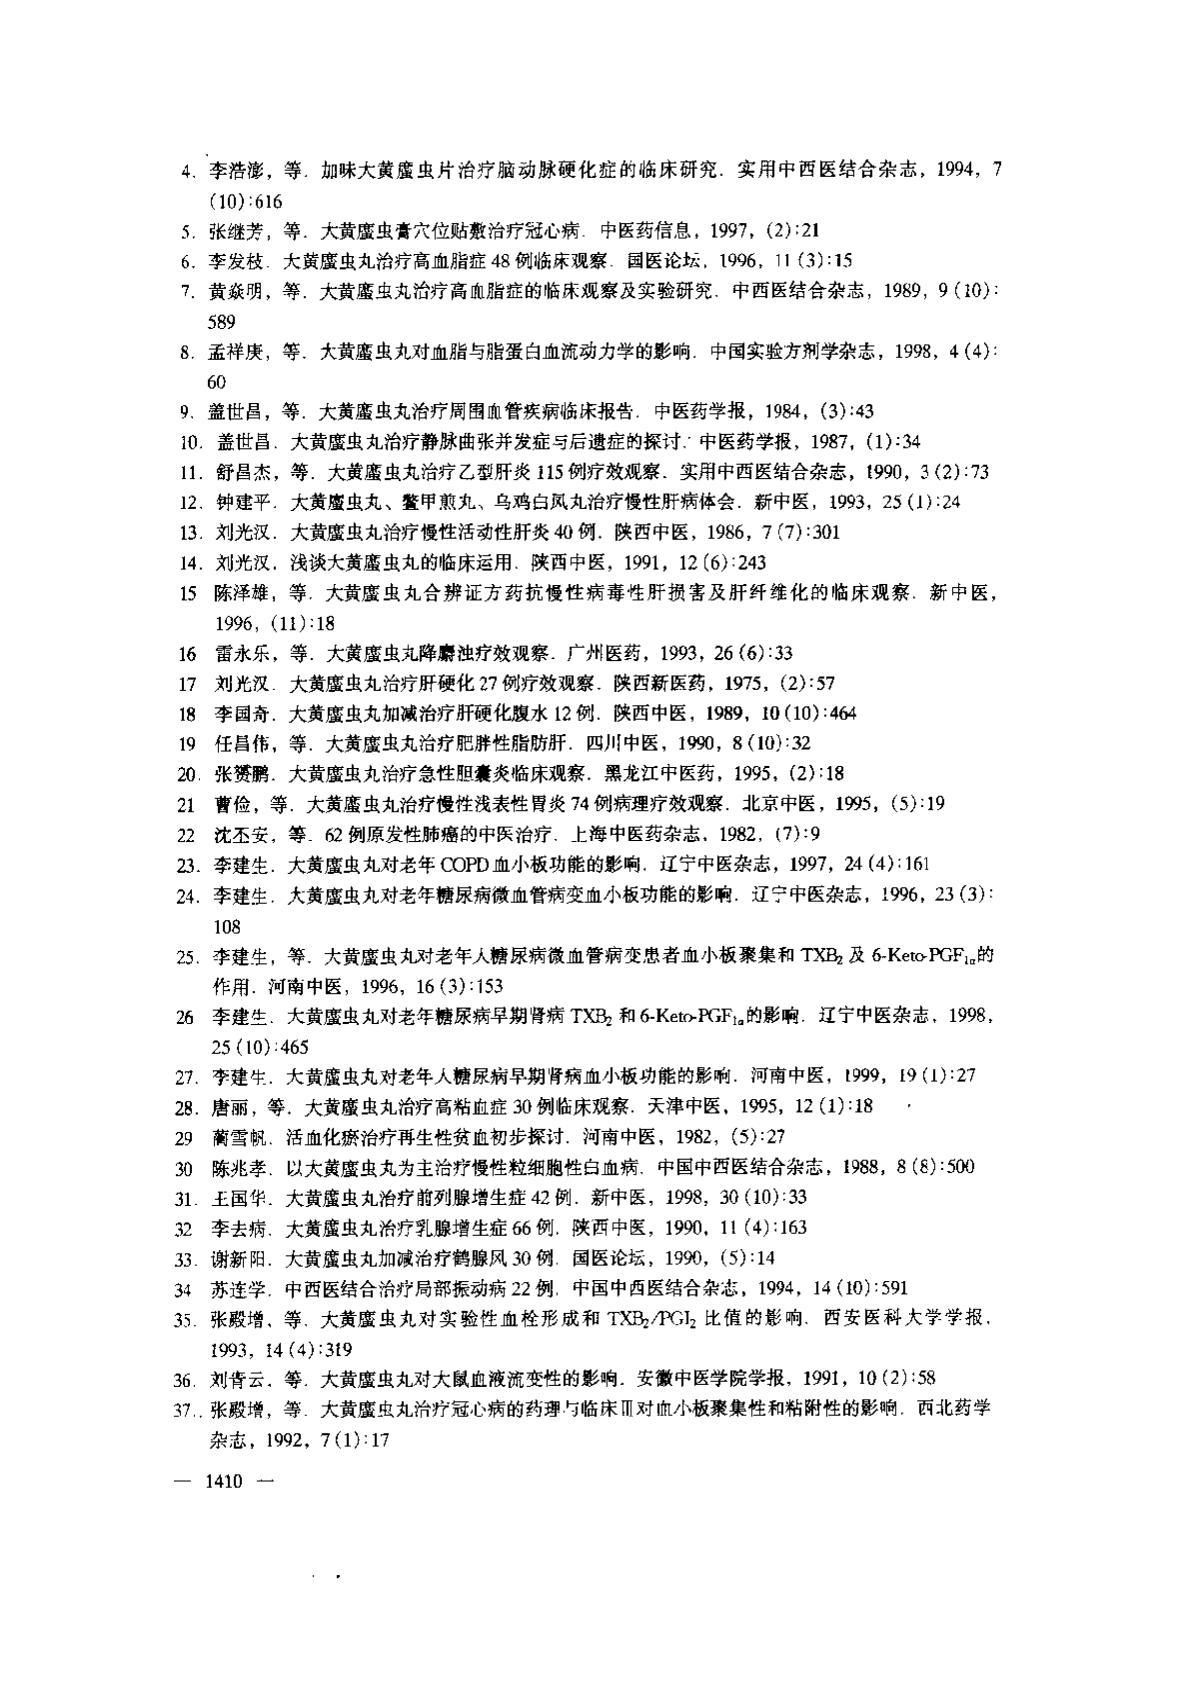 4. 李浩澎，等．加味大黄䗪虫片治疗脑动脉硬化症的临床研究．实用中西医结合杂志，1994，7
(10):616
5. 张继芳，等．大黄䗪虫膏穴位贴敷治疗冠心病．中医药信息，1997，(2):21
6. 李发枝．大黄䗪虫丸治疗高血脂症 48 例临床观察．国医论坛，1996，11 (3):15
7. 黄焱明，等．大黄䗪虫丸治疗高血脂症的临床观察及实验研究．中西医结合杂志，1989，9 (10):
589
8. 孟祥庚，等．大黄䗪虫丸对血脂与脂蛋白血流动力学的影响．中国实验方剂学杂志，1998，4 (4):
60
9. 盖世昌，等．大黄䗪虫丸治疗周围血管疾病临床报告．中医药学报，1984，(3):43
10. 盖世昌．大黄䗪虫丸治疗静脉曲张并发症与后遗症的探讨．中医药学报，1987，(1):34
11. 舒昌杰，等．大黄䗪虫丸治疗乙型肝炎 115 例疗效观察．实用中西医结合杂志，1990，3 (2):73
12. 钟建平．大黄䗪虫丸、鳖甲煎丸、乌鸡白凤丸治疗慢性肝病体会．新中医，1993，25 (1):24
13. 刘光汉．大黄䗪虫丸治疗慢性活动性肝炎 40 例．陕西中医，1986，7 (7):301
14. 刘光汉．浅谈大黄䗪虫丸的临床运用．陕西中医，1991，12 (6):243
15 陈泽雄，等．大黄䗪虫丸合辨证方药抗慢性病毒性肝损害及肝纤维化的临床观察．新中医，
1996，(11):18
16 雷永乐，等．大黄䗪虫丸降麝浊疗效观察．广州医药，1993，26 (6):33
17 刘光汉．大黄䗪虫丸治疗肝硬化 27 例疗效观察．陕西新医药，1975，(2):57
18 李国奇．大黄䗪虫丸加减治疗肝硬化腹水 12 例．陕西中医，1989，10 (10):464
19 任昌伟，等．大黄䗪虫丸治疗肥胖性脂肪肝．四川中医，1990，8 (10):32
20. 张赟鹏．大黄䗪虫丸治疗急性胆囊炎临床观察．黑龙江中医药，1995，(2):18
21 曹俭，等．大黄䗪虫丸治疗慢性浅表性胃炎 74 例病理疗效观察．北京中医，1995，(5):19
22 沈丕安，等．62 例原发性肺癌的中医治疗．上海中医药杂志，1982，(7):9
23. 李建生．大黄䗪虫丸对老年 COPD 血小板功能的影响．辽宁中医杂志，1997，24 (4):161
24. 李建生．大黄䗪虫丸对老年糖尿病微血管病变血小板功能的影响．辽宁中医杂志，1996，23 (3):
108
25. 李建生，等．大黄䗪虫丸对老年人糖尿病微血管病变患者血小板聚集和 TXB₂ 及 6-Keto-PGF₁α的
作用．河南中医，1996，16 (3):153
26 李建生．大黄䗪虫丸对老年糖尿病早期肾病 TXB₂ 和 6-Keto-PGF₁α的影响．辽宁中医杂志，1998，
25 (10):465
27. 李建生．大黄䗪虫丸对老年人糖尿病早期肾病血小板功能的影响．河南中医，1999，19 (1):27
28. 唐丽，等．大黄䗪虫丸治疗高粘血症 30 例临床观察．天津中医，1995，12 (1):18
29 蔺雪帆．活血化瘀治疗再生性贫血初步探讨．河南中医，1982，(5):27
30 陈兆孝．以大黄䗪虫丸为主治疗慢性粒细胞性白血病．中国中西医结合杂志，1988，8 (8):500
31. 王国华．大黄䗪虫丸治疗前列腺增生症 42 例．新中医，1998，30 (10):33
32 李去病．大黄䗪虫丸治疗乳腺增生症 66 例．陕西中医，1990，11 (4):163
33. 谢新阳．大黄䗪虫丸加减治疗鹤膝风 30 例．国医论坛，1990，(5):14
34 苏连学．中西医结合治疗局部振动病 22 例．中国中西医结合杂志，1994，14 (10):591
35. 张殿增，等．大黄䗪虫丸对实验性血栓形成和 TXB₂/PGI₂ 比值的影响．西安医科大学学报，
1993，14 (4):319
36. 刘青云，等．大黄䗪虫丸对大鼠血液流变性的影响．安徽中医学院学报，1991，10 (2):58
37. 张殿增，等．大黄䗪虫丸治疗冠心病的药理与临床Ⅲ对血小板聚集性和粘附性的影响．西北药学
杂志，1992，7 (1):17
— 1410 —